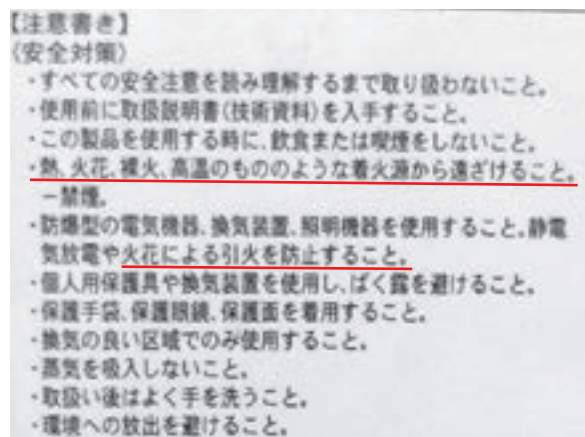 【注意書き】
〈安全対策〉
・すべての安全注意を読み理解するまで取り扱わないこと。
・使用前に取扱説明書(技術資料)を入手すること。
・この製品を使用する時に、飲食または喫煙をしないこと。
・熱、火花、裸火、高温のもののような着火源から遠ざけること。
ー禁煙。
・防爆型の電気機器、換気装置、照明機器を使用すること。静電
気放電や火花による引火を防止すること。
・個人用保護具や換気装置を使用し、ばく露を避けること。
・保護手袋、保護眼鏡、保護面を着用すること。
・換気の良い区域でのみ使用すること。
・蒸気を吸入しないこと。
・取扱い後はよく手を洗うこと。
・環境への放出を避けること。